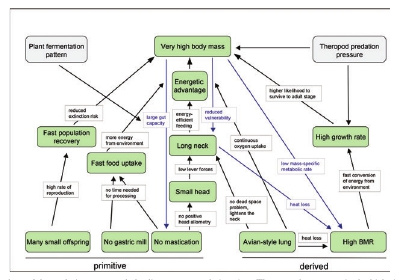 Plant fermentation
pattern
Very high body mass
Theropod predation
pressure
Energetic
advantage
higher likelihood to
survive to adult stage
reduced
extinction risk
large gut
capacity
energy-
efficient
feeding
reduced
vulnerability
Fast population
recovery
more energy
from environment
continuous
oxygen uptake
High growth rate
Long neck
Fast food uptake
low mass-specific
metabolic rate
low lever forces
high rate of
reproduction
no time needed
for processing
Small head
no dead space
problem,
lightens the
neck
heat loss
fast conversion
of energy from
environment
no positive
head allometry
Many small offspring
No gastric mill
No mastication
Avian-style lung
heat loss
High BMR
primitive
derived